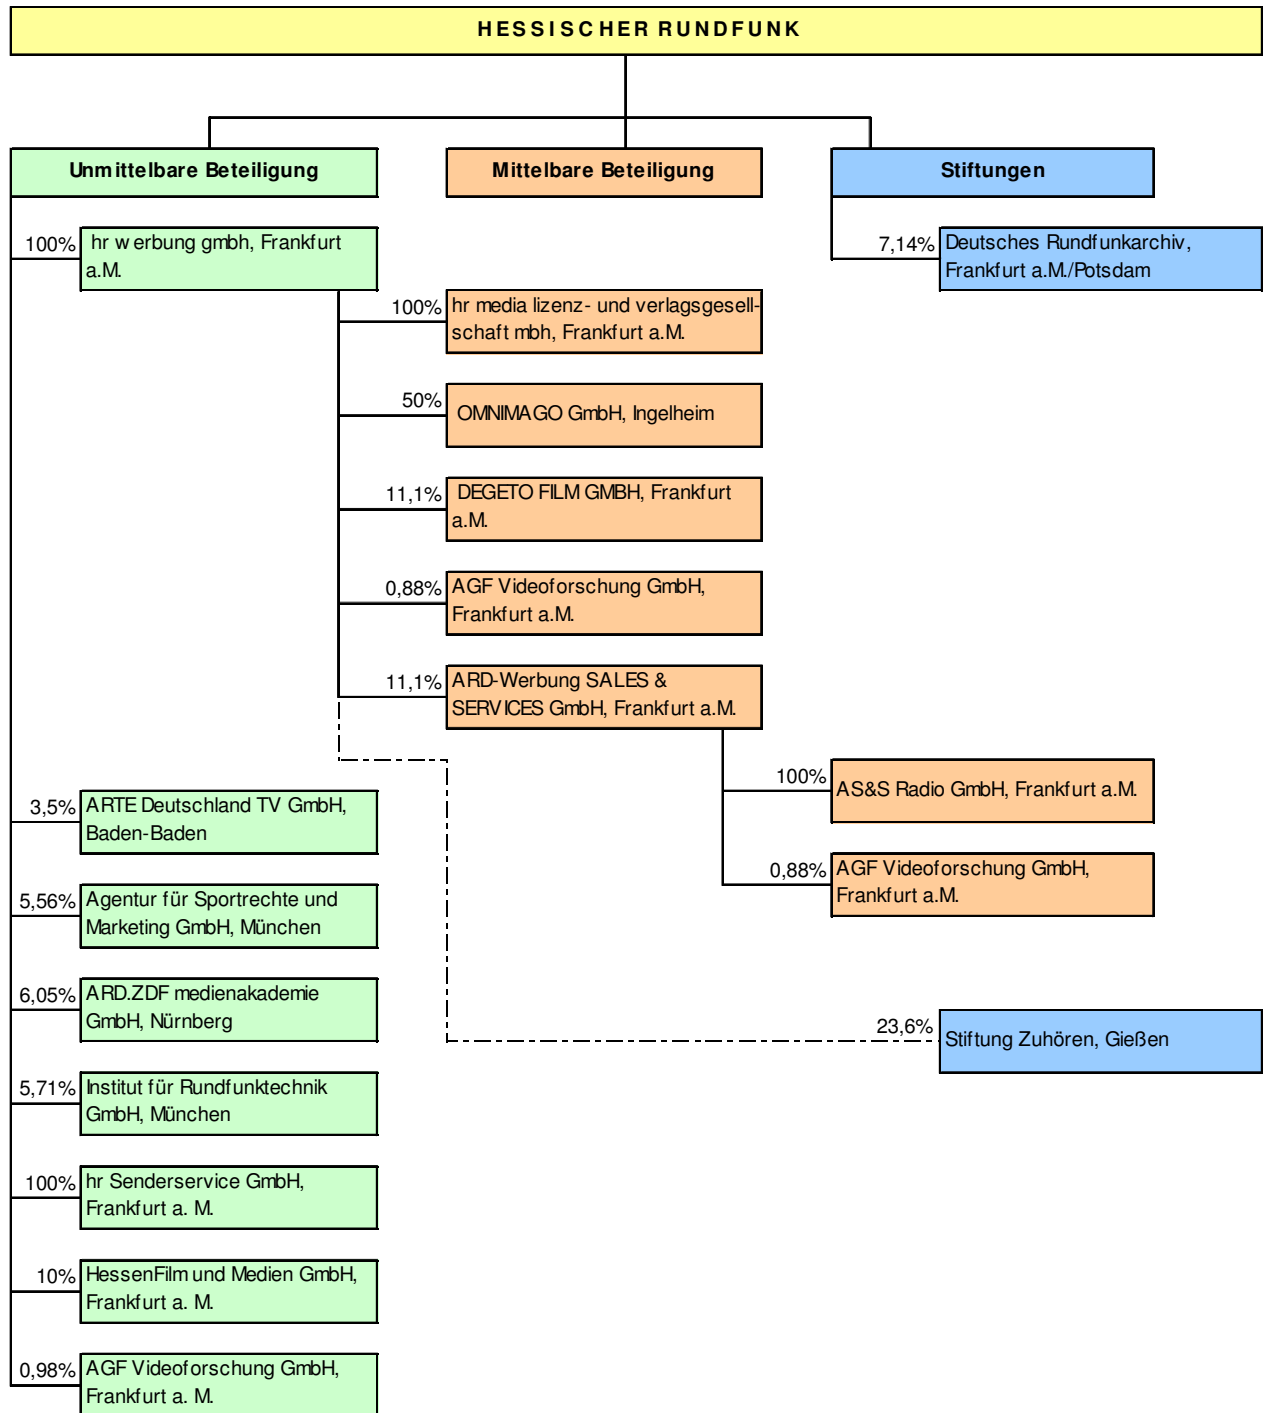 HESSISCHER RUNDFUNK
Unmittelbare Beteiligung
Mittelbare Beteiligung
Stiftungen
100%
hr werbung gmbh, Frankfurt
a.M.
7,14%
Deutsches Rundfunkarchiv,
Frankfurt a.M./Potsdam
100%
hr media lizenz- und verlagsgesell-
schaft mbh, Frankfurt a.M.
50%
OMNIMAGO GmbH, Ingelheim
11,1%
DEGETO FILM GMBH, Frankfurt
a.M.
0,88%
AGF Videoforschung GmbH,
Frankfurt a.M.
11,1%
ARD-Werbung SALES &
SERVICES GmbH, Frankfurt a.M.
100%
AS&S Radio GmbH, Frankfurt a.M.
0,88%
AGF Videoforschung GmbH,
Frankfurt a.M.
23,6%
Stiftung Zuhören, Gießen
3,5%
ARTE Deutschland TV GmbH,
Baden-Baden
5,56%
Agentur für Sportrechte und
Marketing GmbH, München
6,05%
ARD.ZDF medienakademie
GmbH, Nürnberg
5,71%
Institut für Rundfunktechnik
GmbH, München
100%
hr Senderservice GmbH,
Frankfurt a. M.
10%
HessenFilm und Medien GmbH,
Frankfurt a. M.
0,98%
AGF Videoforschung GmbH,
Frankfurt a. M.